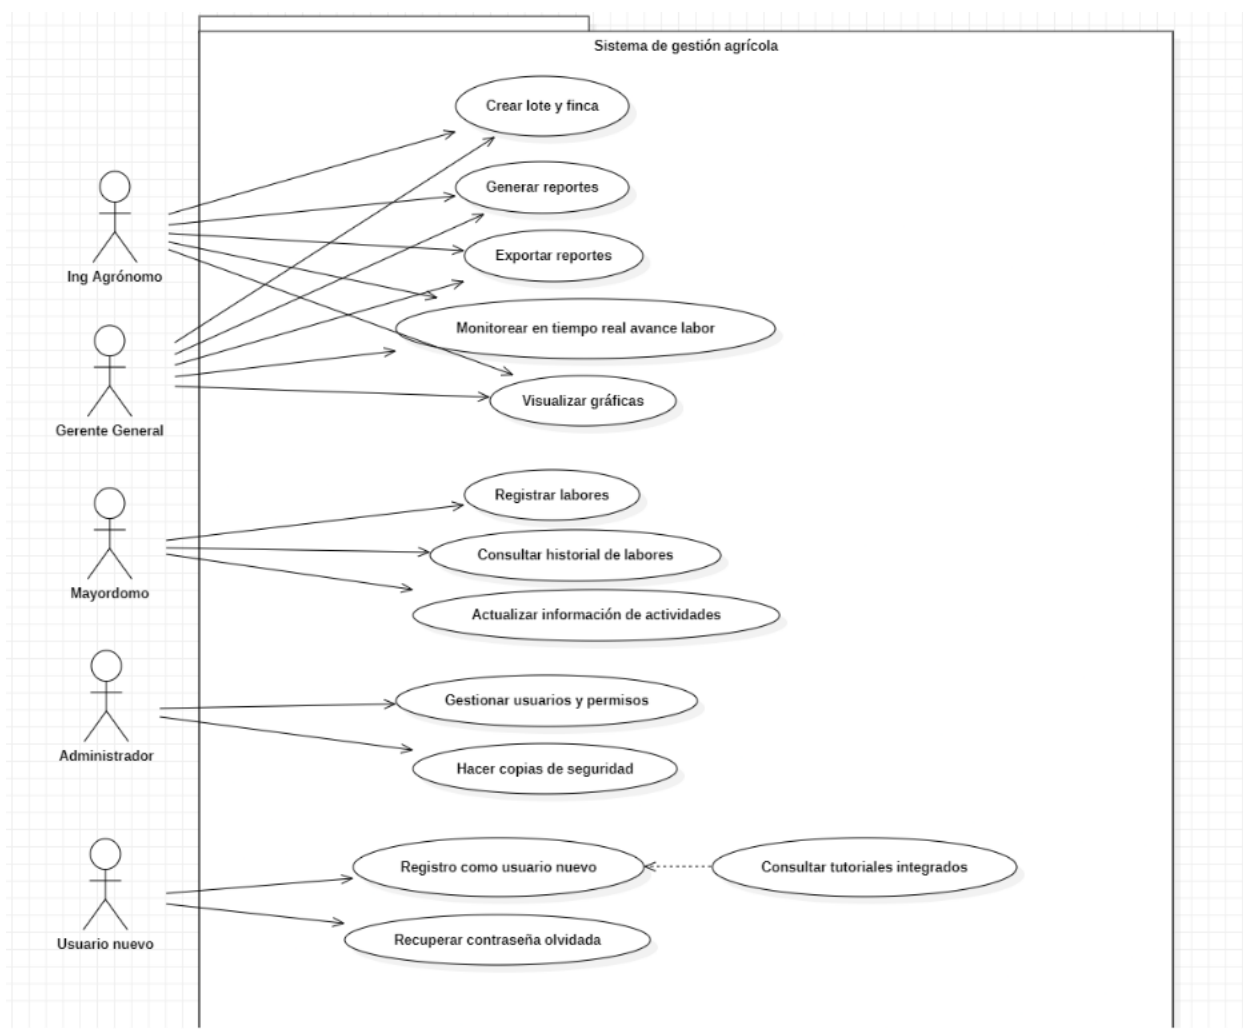 Sistema de gestión agrícola
Crear lote y finca
Generar reportes
Exportar reportes
Ing Agrónomo
Monitorear en tiempo real avance labor
Visualizar gráficas
Gerente General
Registrar labores
Consultar historial de labores
Mayordomo
Actualizar información de actividades
Gestionar usuarios y permisos
Administrador
Hacer copias de seguridad
Registro como usuario nuevo
Consultar tutoriales integrados
Recuperar contraseña olvidada
Usuario nuevo